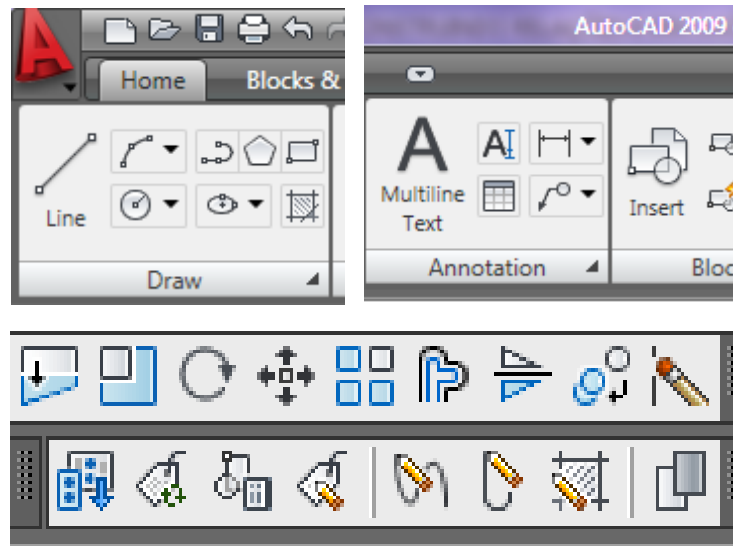 AutoCAD 2009
Home
Blocks &
Line
Draw
A
Multiline
Text
A
Insert
Annotation
Bloc